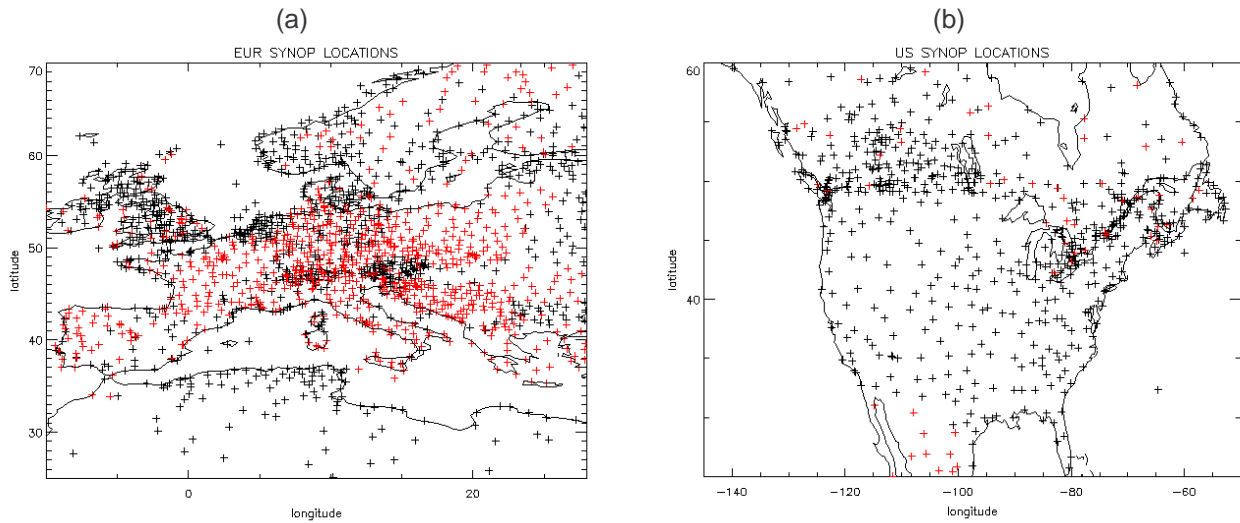 (a)
EUR SYNOP LOCATIONS
70
60
50
40
30
latitude
0
20
longitude
(b)
US SYNOP LOCATIONS
60
40
latitude
-140
-120
-100
-80
-60
longitude